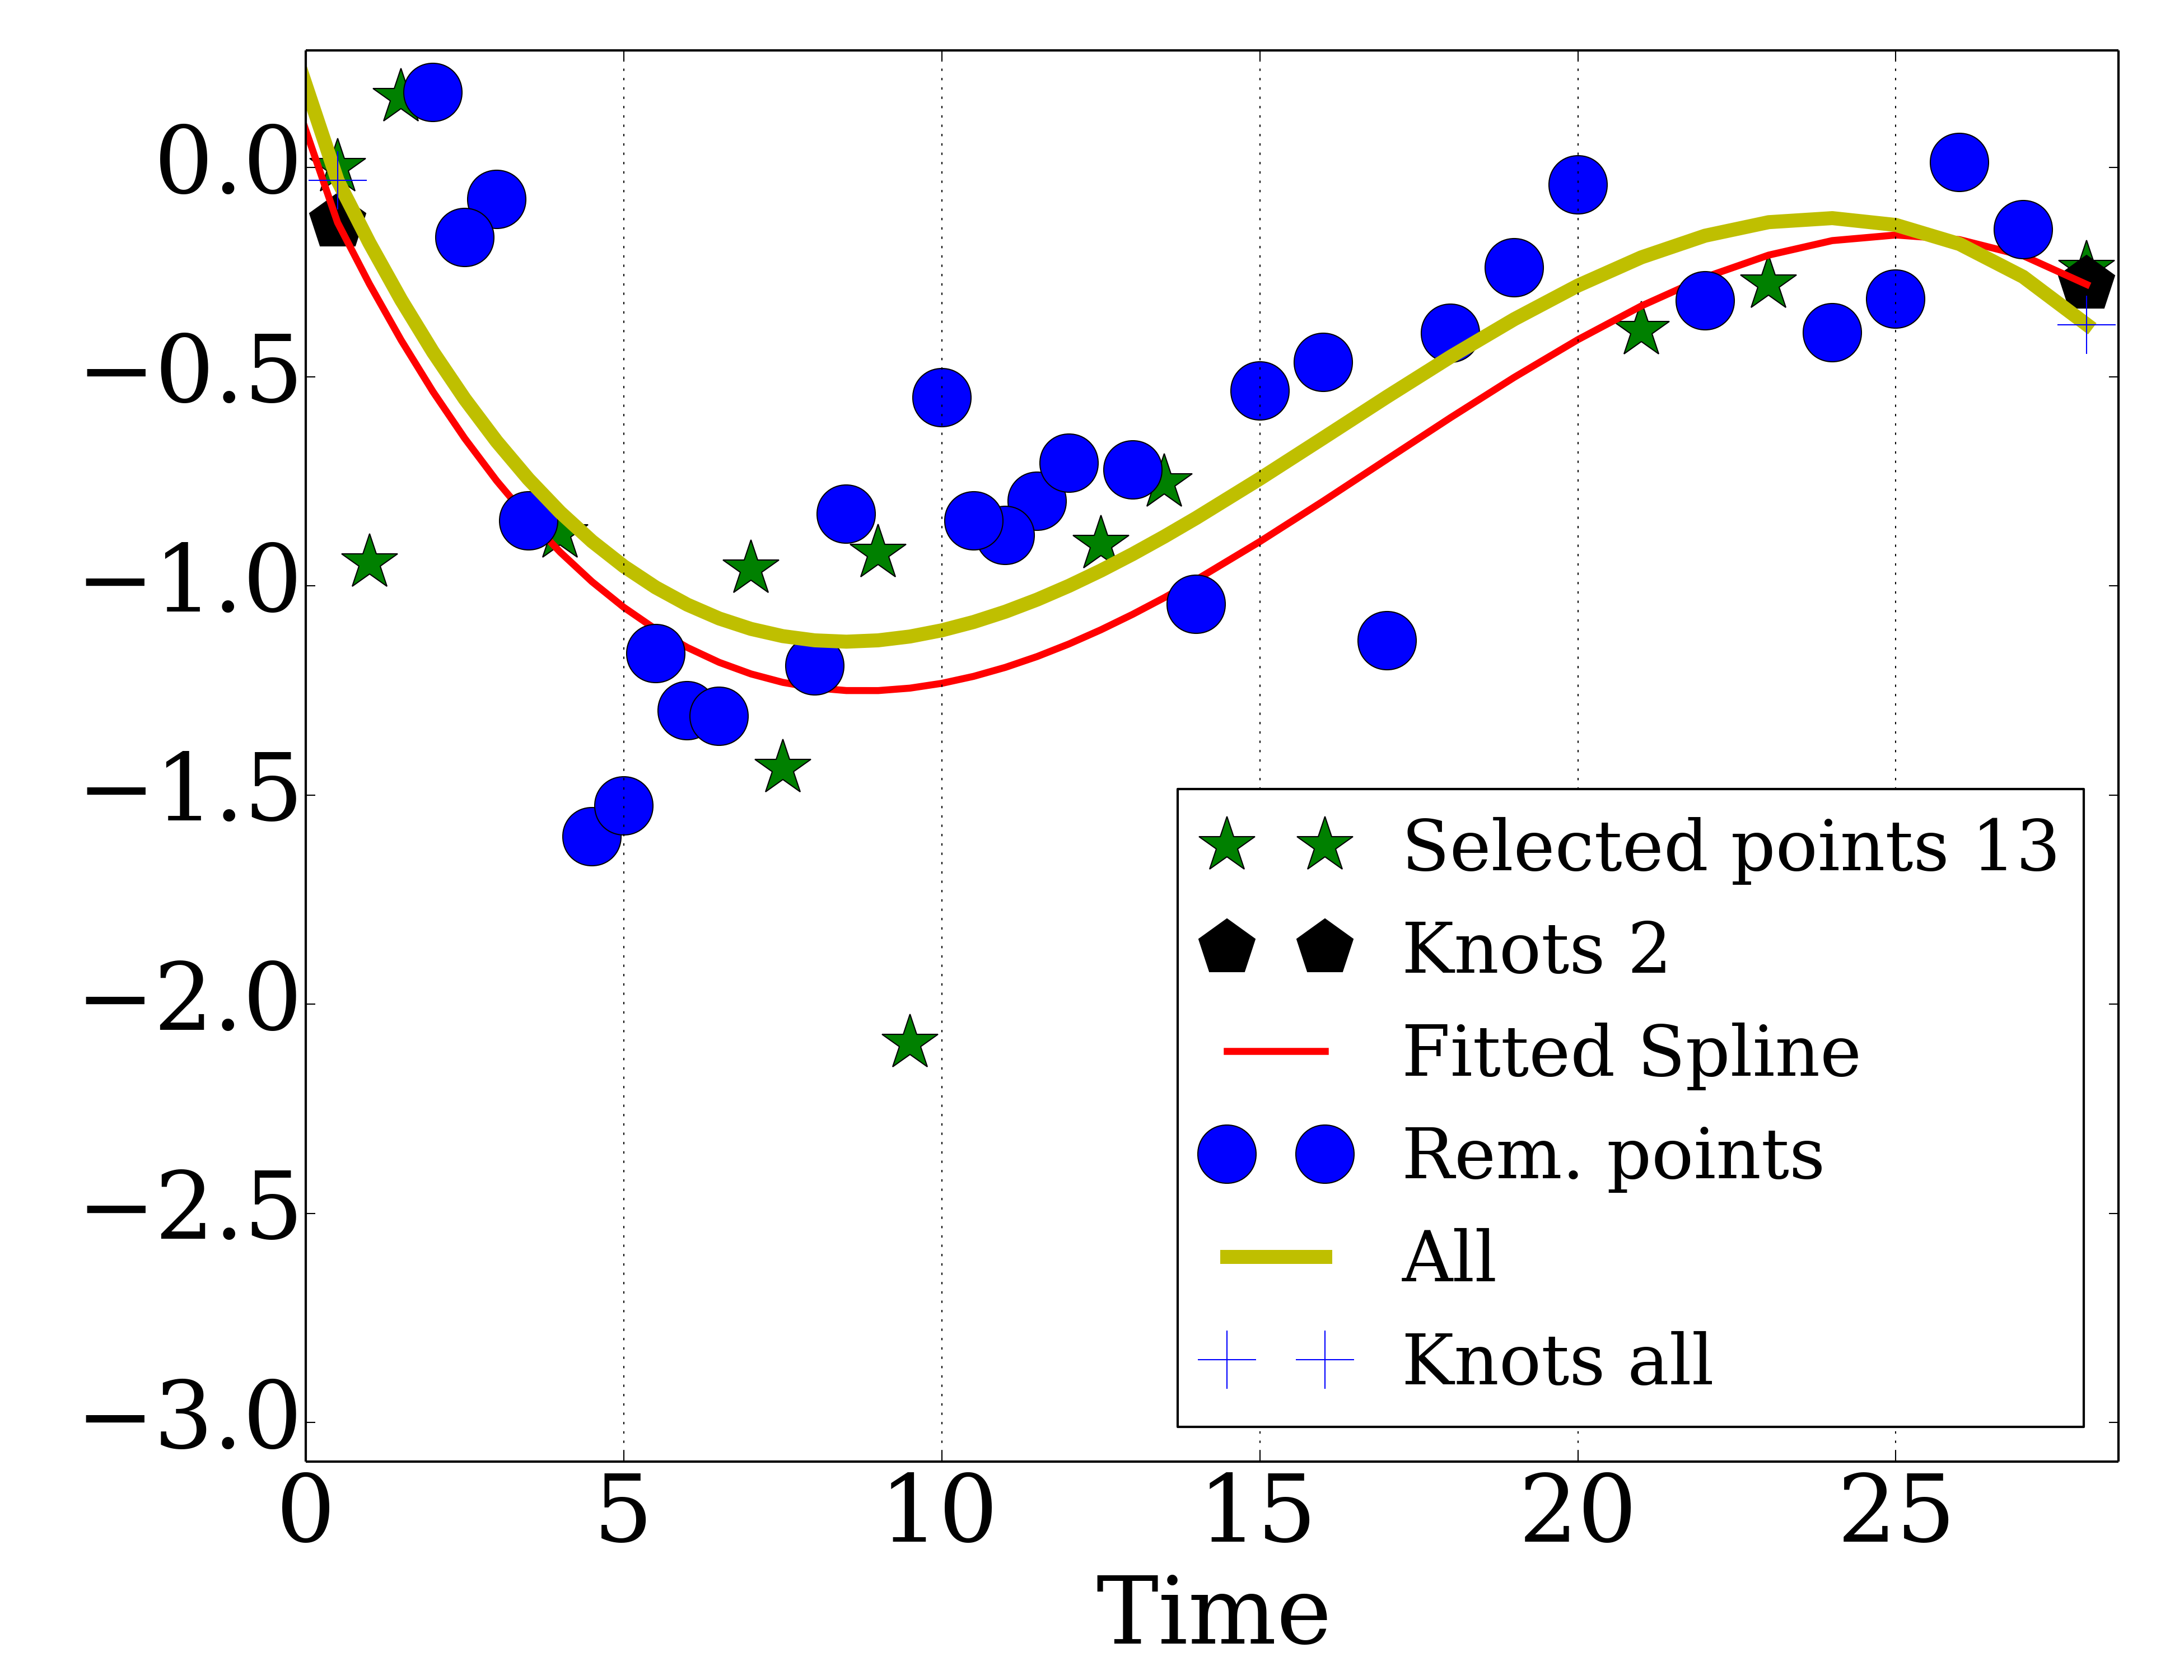 0.0
−0.5
−1.0
−1.5
−2.0
−2.5
−3.0
Selected points 13
Knots 2
Fitted Spline
Rem. points
All
Knots all
0 5 10 15 20 25
Time